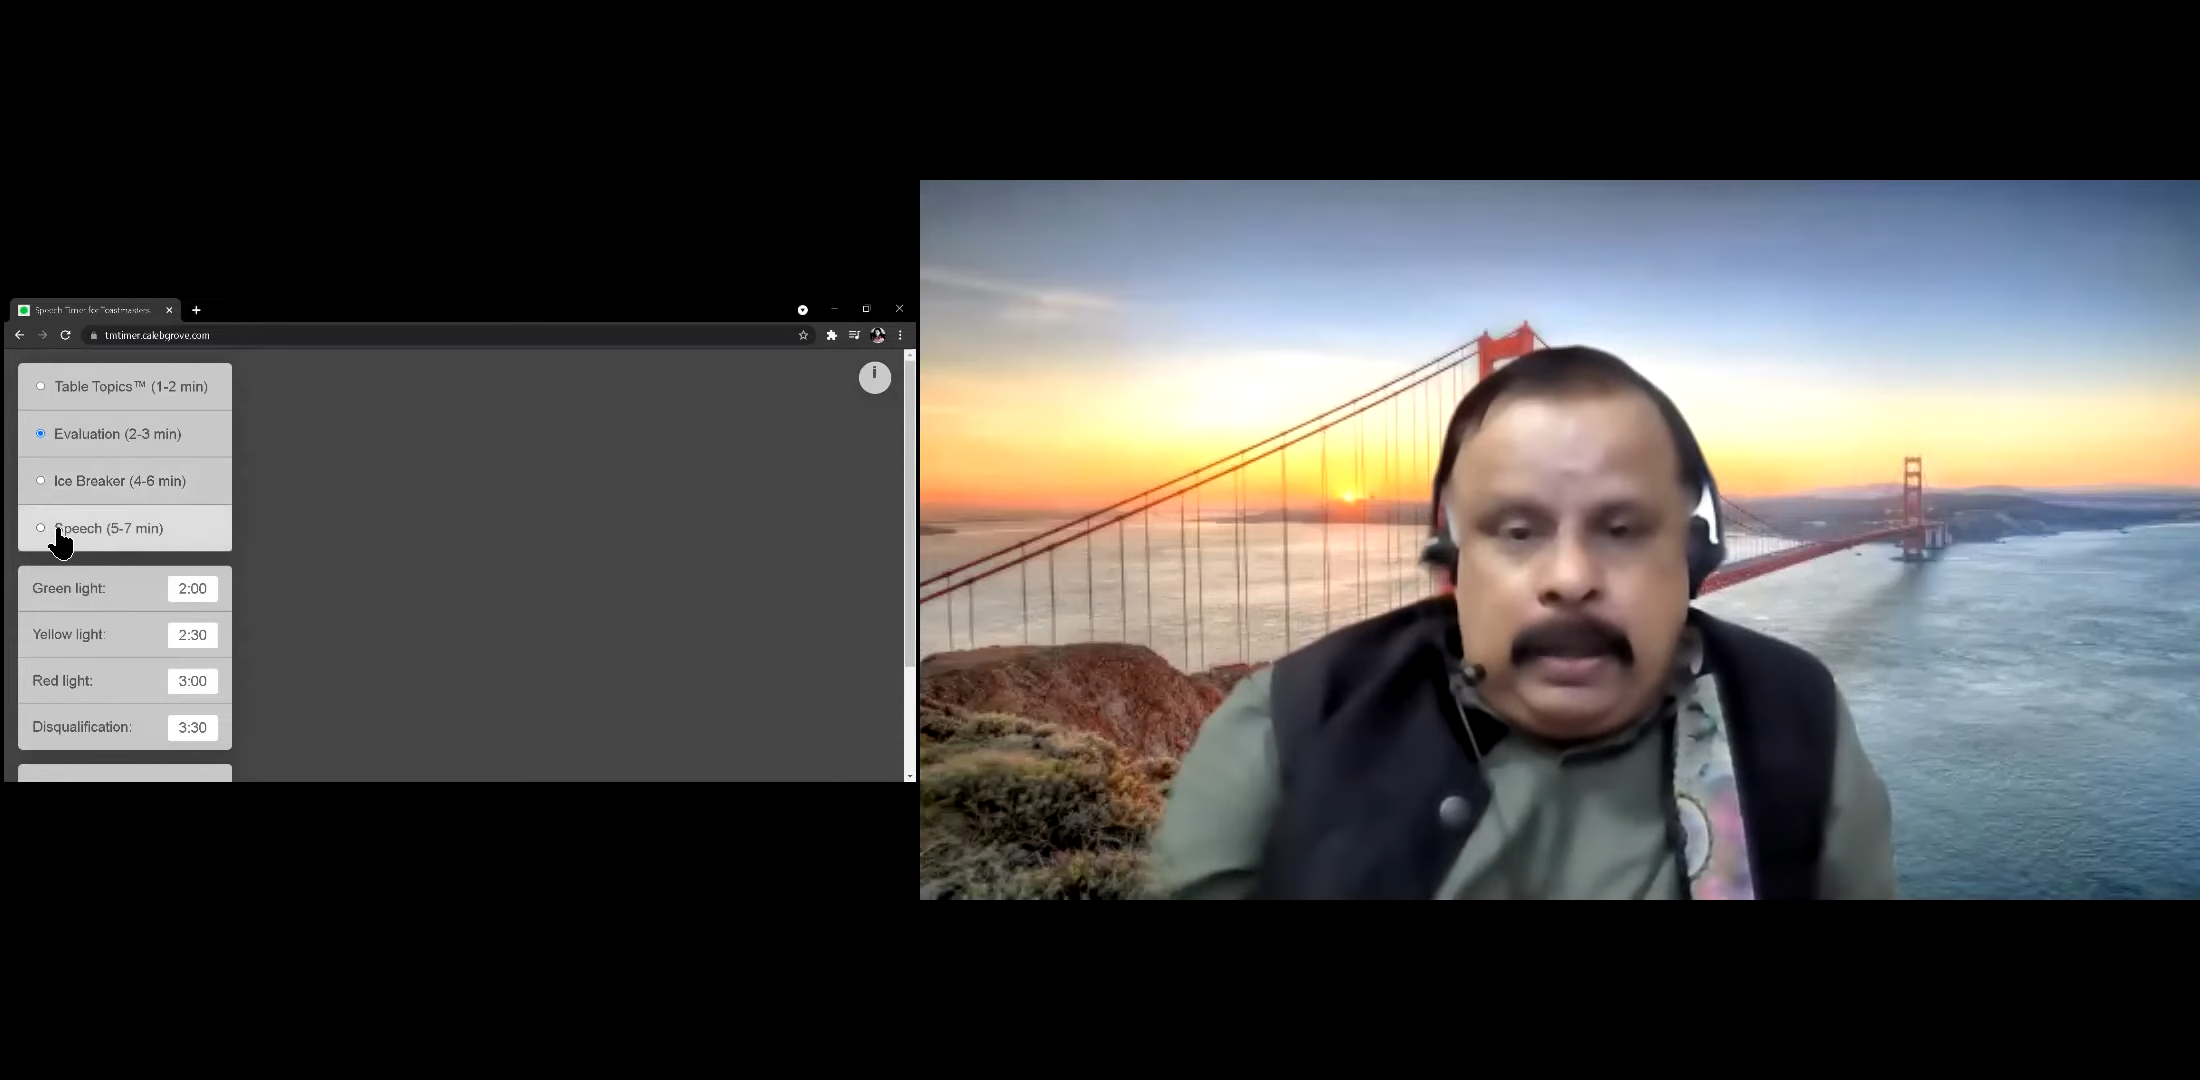 Speech Timer for Toastmasters
tmtimer.calebgrove.com
Table Topics™ (1-2 min)
Evaluation (2-3 min)
Ice Breaker (4-6 min)
Speech (5-7 min)
Green light: 2:00
Yellow light: 2:30
Red light: 3:00
Disqualification: 3:30
i